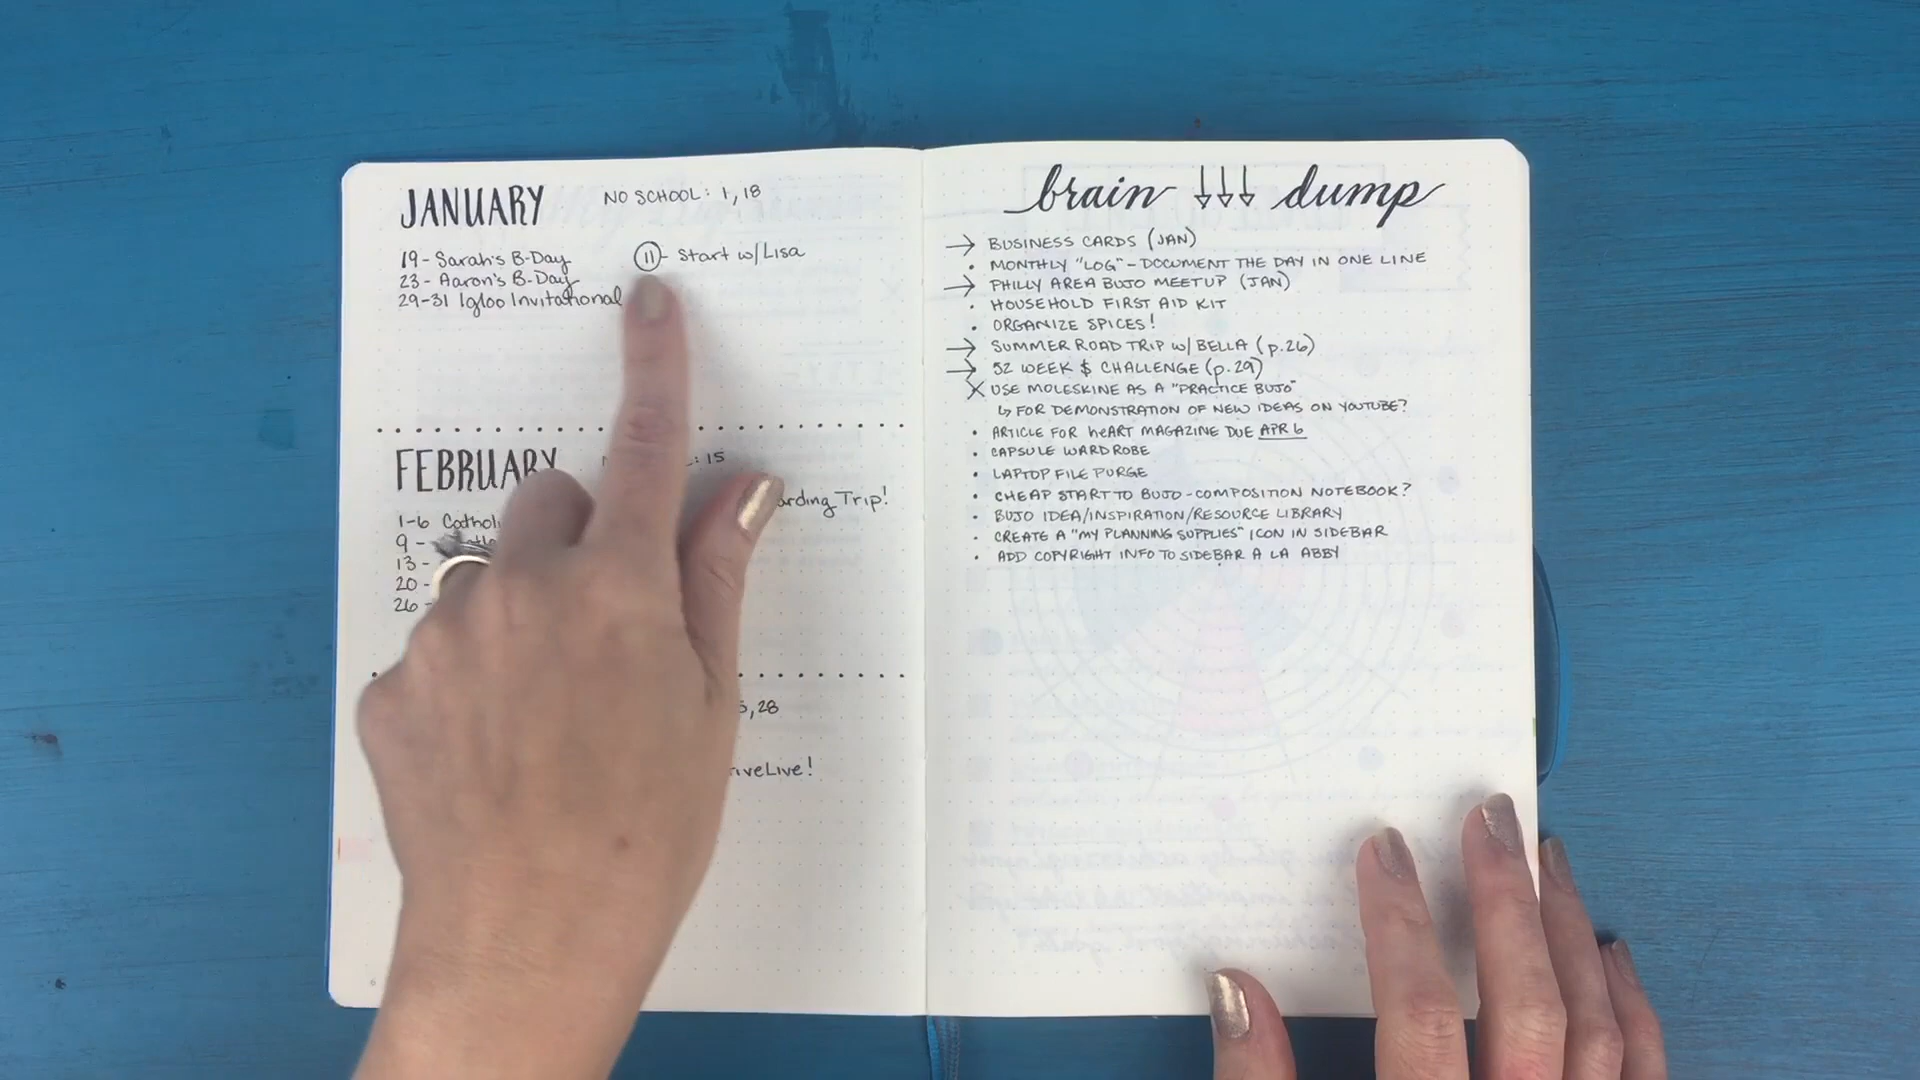 JANUARY
NO SCHOOL: 1, 18
19 - Sarah's B-Day
23 - Aaron's B-Day
29-31 Igloo Invitational
11 - Start w/ Lisa
FEBRUARY
: 15
Trip!
1-6
9 -
13 -
20 -
26 -
, 28
Live!
brain ↓↓↓ dump
→ BUSINESS CARDS (JAN)
• MONTHLY "LOG" - DOCUMENT THE DAY IN ONE LINE
→ PHILLY AREA BUJO MEETUP (JAN)
• HOUSEHOLD FIRST AID KIT
• ORGANIZE SPICES!
→ SUMMER ROAD TRIP w/ BELLA (p.26)
→ 52 WEEK $ CHALLENGE (p.29)
X USE MOLESKINE AS A "PRACTICE BUJO"
↳ FOR DEMONSTRATION OF NEW IDEAS ON YOUTUBE?
• ARTICLE FOR heART MAGAZINE DUE APR 6
• CAPSULE WARDROBE
• LAPTOP FILE PURGE
• CHEAP START TO BUJO - COMPOSITION NOTEBOOK?
• BUJO IDEA/INSPIRATION/RESOURCE LIBRARY
• CREATE A "MY PLANNING SUPPLIES" ICON IN SIDEBAR
• ADD COPYRIGHT INFO TO SIDEBAR A LA ABBY